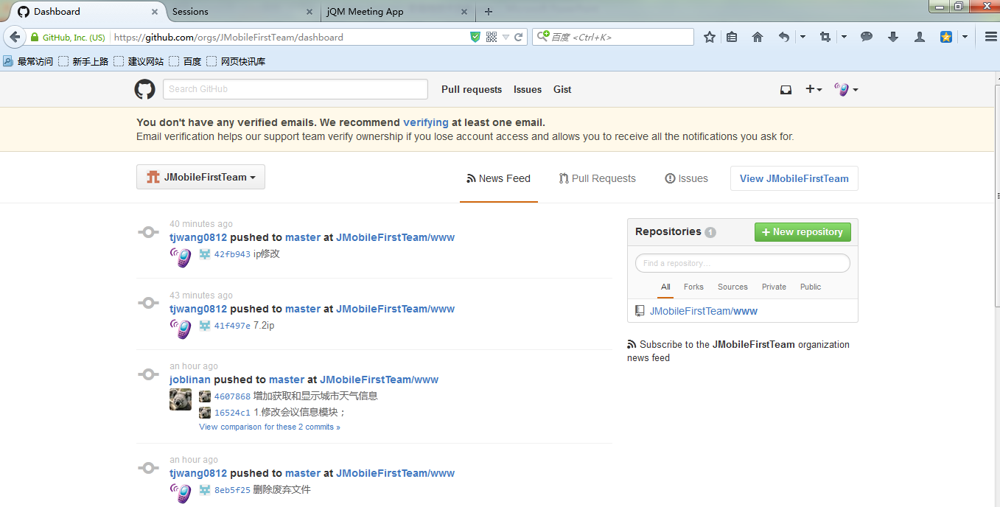 Dashboard
Sessions
jQM Meeting App
GitHub, Inc. (US)
https://github.com/orgs/JMobileFirstTeam/dashboard
百度 <Ctrl+K>
最常访问 新手上路 建议网站 百度 网页快讯库
Search GitHub
Pull requests Issues Gist
You don't have any verified emails. We recommend verifying at least one email.
Email verification helps our support team verify ownership if you lose account access and allows you to receive all the notifications you ask for.
JMobileFirstTeam
News Feed
Pull Requests
Issues
View JMobileFirstTeam
40 minutes ago
tjwang0812 pushed to master at JMobileFirstTeam/www
42fb943 ip修改
43 minutes ago
tjwang0812 pushed to master at JMobileFirstTeam/www
41f497e 7.2ip
an hour ago
joblinan pushed to master at JMobileFirstTeam/www
4607868 增加获取和显示城市天气信息
16524c1 1.修改会议信息模块；
View comparison for these 2 commits »
an hour ago
tjwang0812 pushed to master at JMobileFirstTeam/www
8eb5f25 删除废弃文件
Repositories 1
+ New repository
Find a repository…
All Forks Sources Private Public
JMobileFirstTeam/www
Subscribe to the JMobileFirstTeam organization
news feed